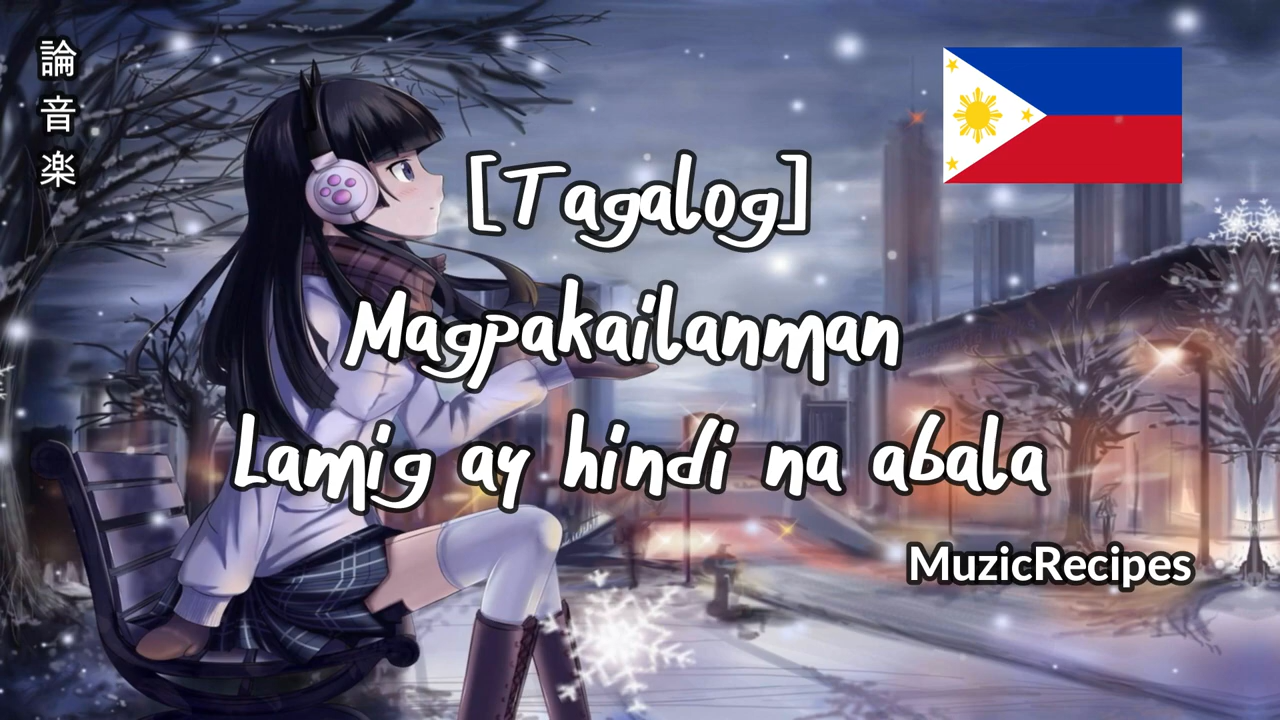 論音楽
[Tagalog]
Magpakailanman
Lamig ay hindi na abala
MuzicRecipes